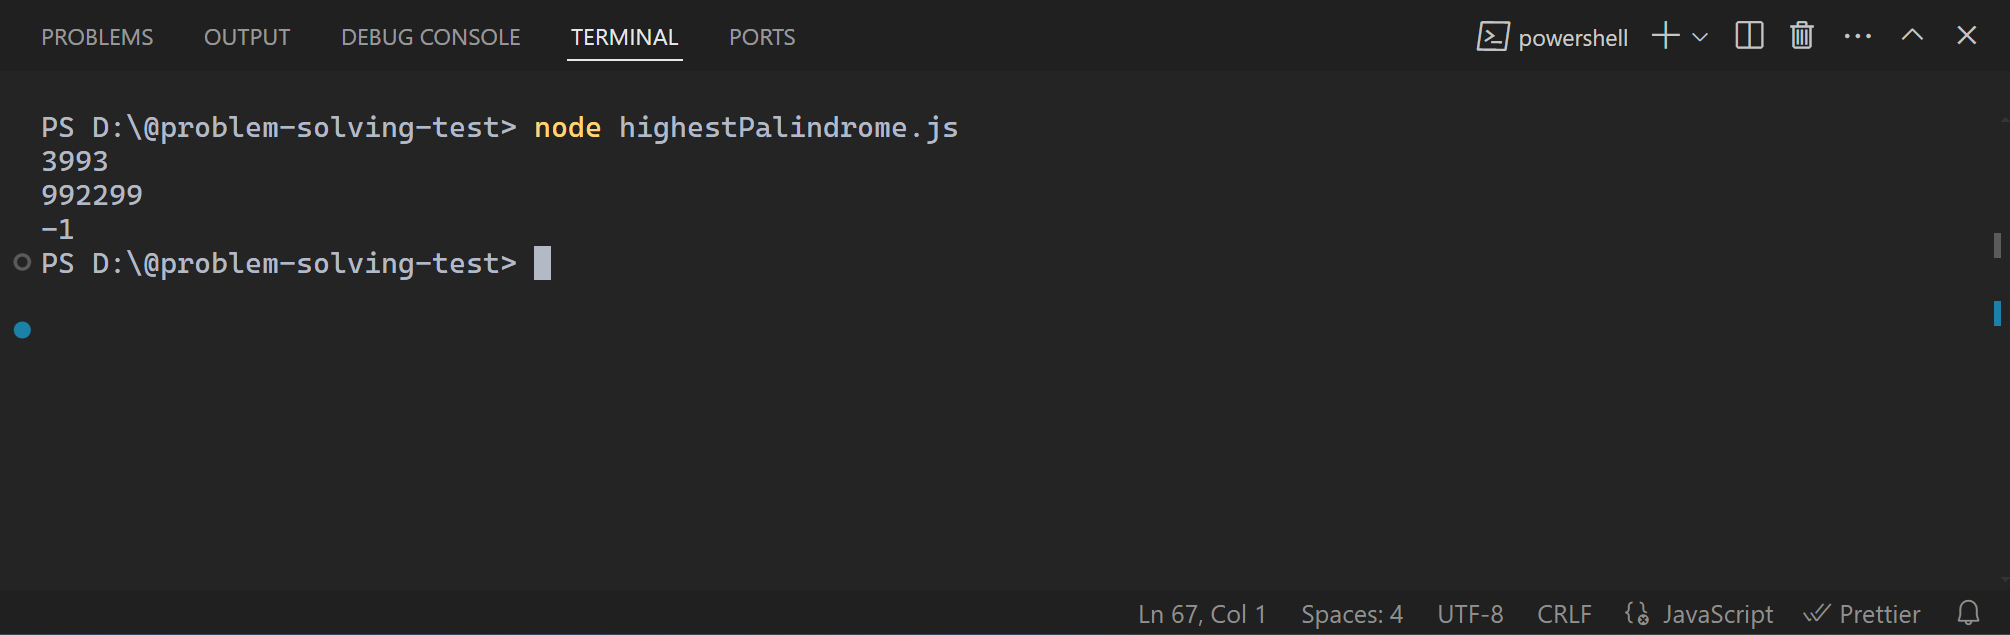 PROBLEMS OUTPUT DEBUG CONSOLE TERMINAL PORTS powershell
PS D:\@problem-solving-test> node highestPalindrome.js
3993
992299
-1
PS D:\@problem-solving-test>
Ln 67, Col 1 Spaces: 4 UTF-8 CRLF JavaScript Prettier